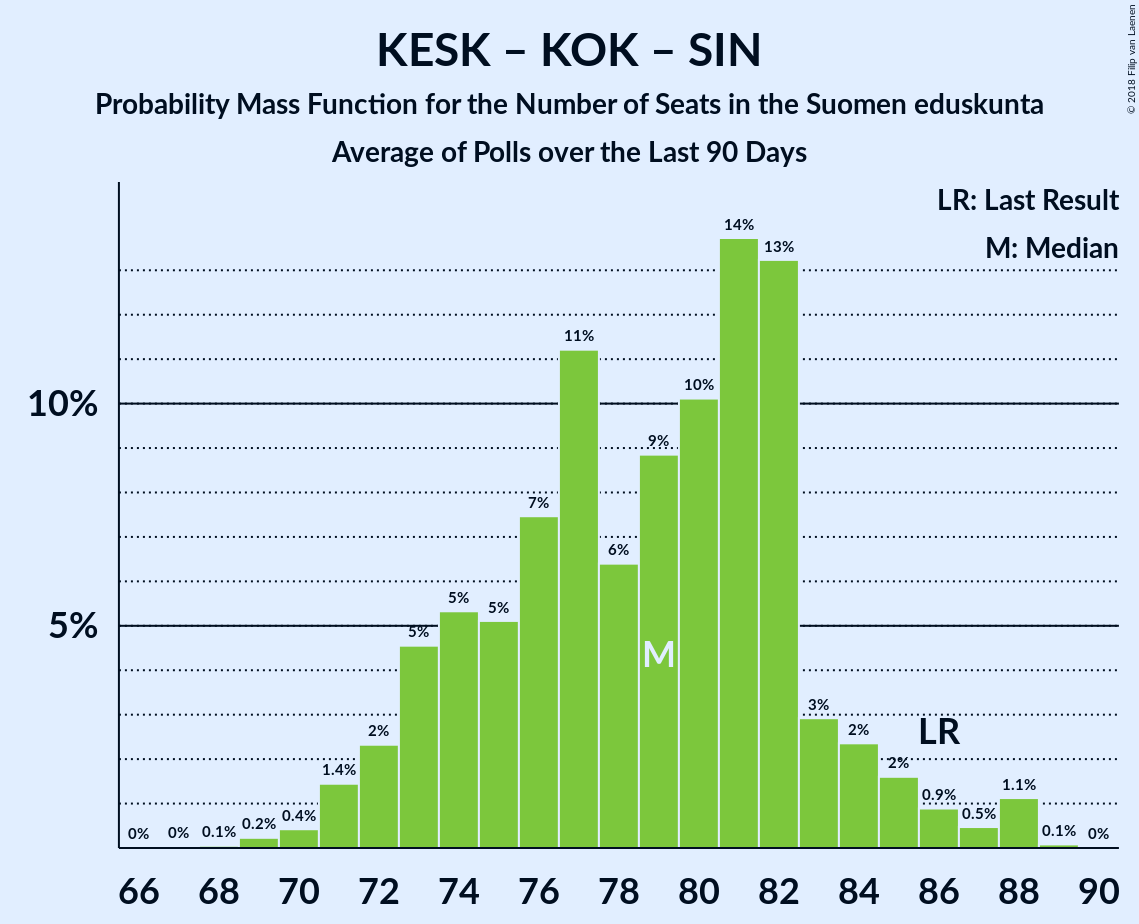 KESK – KOK – SIN
Probability Mass Function for the Number of Seats in the Suomen eduskunta
Average of Polls over the Last 90 Days
© 2018 Filip van Laenen
LR: Last Result
M: Median
10%
5%
0% 0% 0.1% 0.2% 0.4% 1.4% 2% 5% 5% 5% 7% 11% 6% 9% 10% 14% 13% 3% 2% 2% 0.9% 0.5% 1.1% 0.1% 0%
M
LR
66 68 70 72 74 76 78 80 82 84 86 88 90